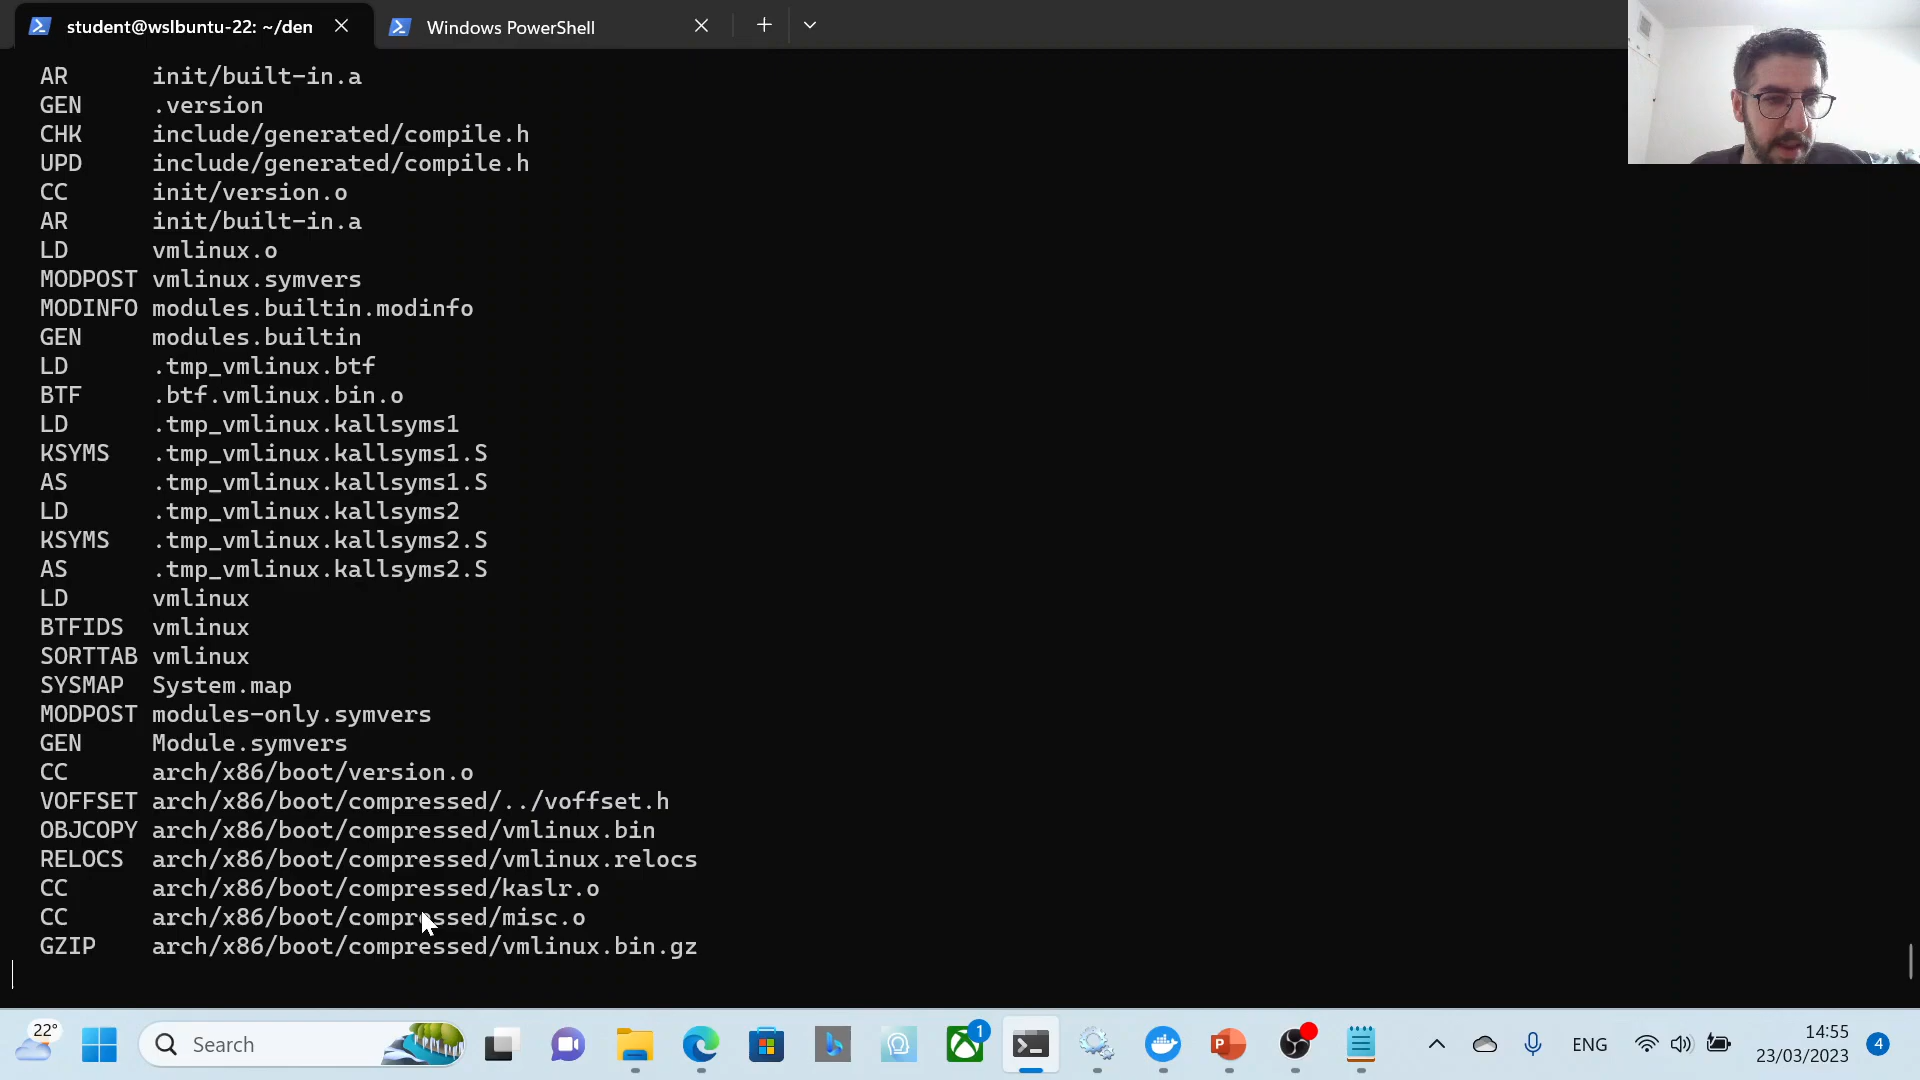 student@wslbuntu-22: ~/den
Windows PowerShell
AR init/built-in.a
GEN .version
CHK include/generated/compile.h
UPD include/generated/compile.h
CC init/version.o
AR init/built-in.a
LD vmlinux.o
MODPOST vmlinux.symvers
MODINFO modules.builtin.modinfo
GEN modules.builtin
LD .tmp_vmlinux.btf
BTF .btf.vmlinux.bin.o
LD .tmp_vmlinux.kallsyms1
KSYMS .tmp_vmlinux.kallsyms1.S
AS .tmp_vmlinux.kallsyms1.S
LD .tmp_vmlinux.kallsyms2
KSYMS .tmp_vmlinux.kallsyms2.S
AS .tmp_vmlinux.kallsyms2.S
LD vmlinux
BTFIDS vmlinux
SORTTAB vmlinux
SYSMAP System.map
MODPOST modules-only.symvers
GEN Module.symvers
CC arch/x86/boot/version.o
VOFFSET arch/x86/boot/compressed/../voffset.h
OBJCOPY arch/x86/boot/compressed/vmlinux.bin
RELOCS arch/x86/boot/compressed/vmlinux.relocs
CC arch/x86/boot/compressed/kaslr.o
CC arch/x86/boot/compressed/misc.o
GZIP arch/x86/boot/compressed/vmlinux.bin.gz
22°
Search
1
P
ENG
14:55
23/03/2023
4